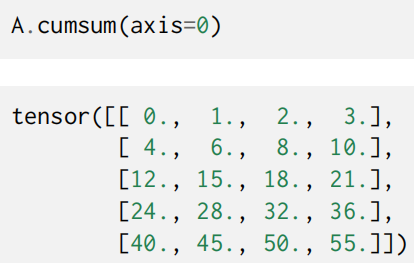 A.cumsum(axis=0)
tensor([[ 0.,  1.,  2.,  3.],
        [ 4.,  6.,  8., 10.],
        [12., 15., 18., 21.],
        [24., 28., 32., 36.],
        [40., 45., 50., 55.]])